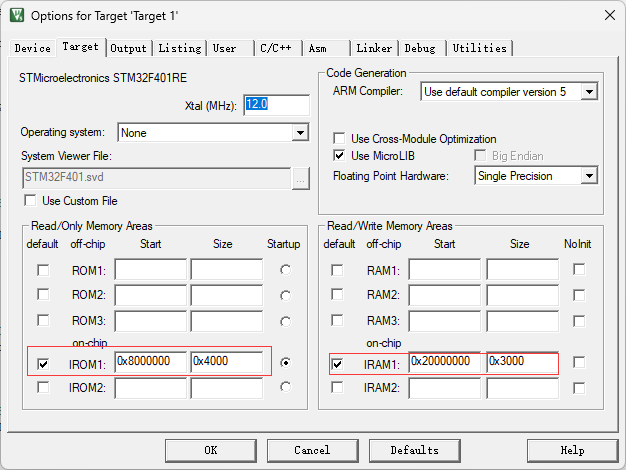 Options for Target 'Target 1'
Device Target Output Listing User C/C++ Asm Linker Debug Utilities
STMicroelectronics STM32F401RE
Xtal (MHz): 12.0
Operating system: None
System Viewer File:
STM32F401.svd ...
Use Custom File
Code Generation
ARM Compiler: Use default compiler version 5
Use Cross-Module Optimization
Use MicroLIB Big Endian
Floating Point Hardware: Single Precision
Read/Only Memory Areas
default off-chip Start Size Startup
ROM1:
ROM2:
ROM3:
on-chip
IROM1: 0x8000000 0x4000
IROM2:
Read/Write Memory Areas
default off-chip Start Size NoInit
RAM1:
RAM2:
RAM3:
on-chip
IRAM1: 0x20000000 0x3000
IRAM2:
OK Cancel Defaults Help